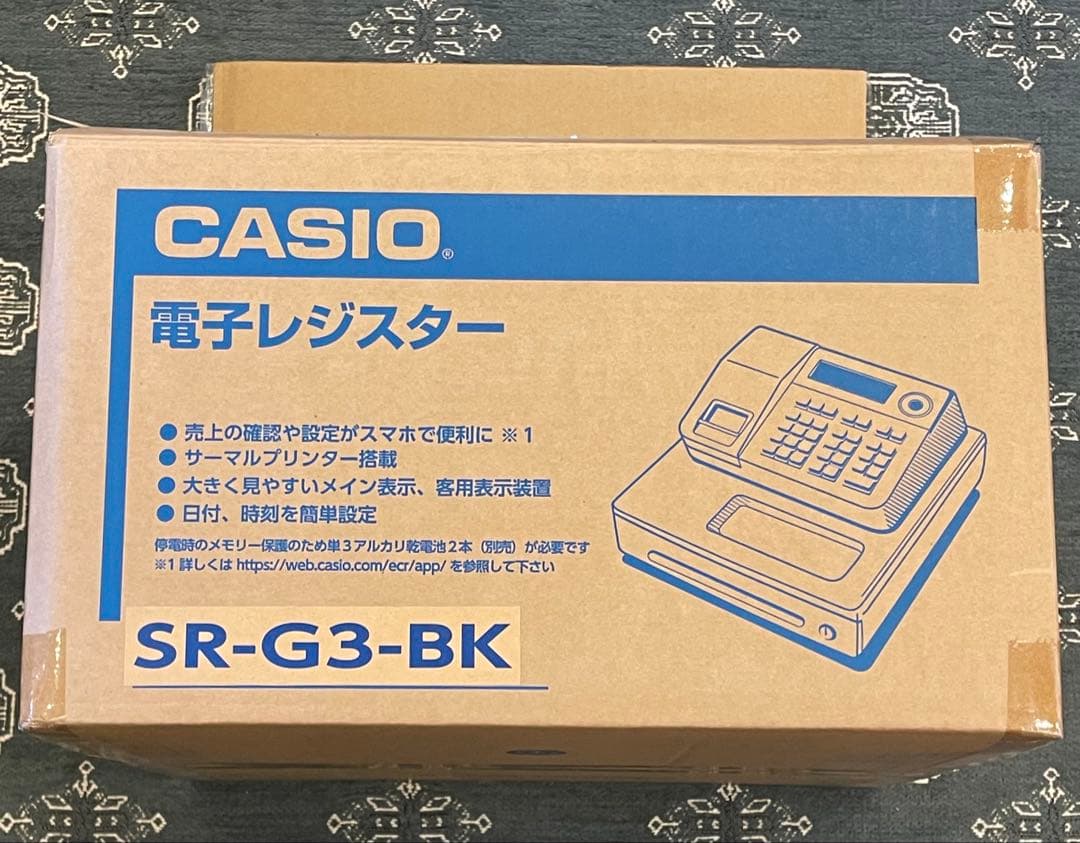 CASIO®
電子レジスター
● 売上の確認や設定がスマホで便利に ※1
● サーマルプリンター搭載
● 大きく見やすいメイン表示、客用表示装置
● 日付、時刻を簡単設定
停電時のメモリー保護のため単3アルカリ乾電池2本（別売）が必要です
※1 詳しくは https://web.casio.com/ecr/app/ を参照して下さい
SR-G3-BK